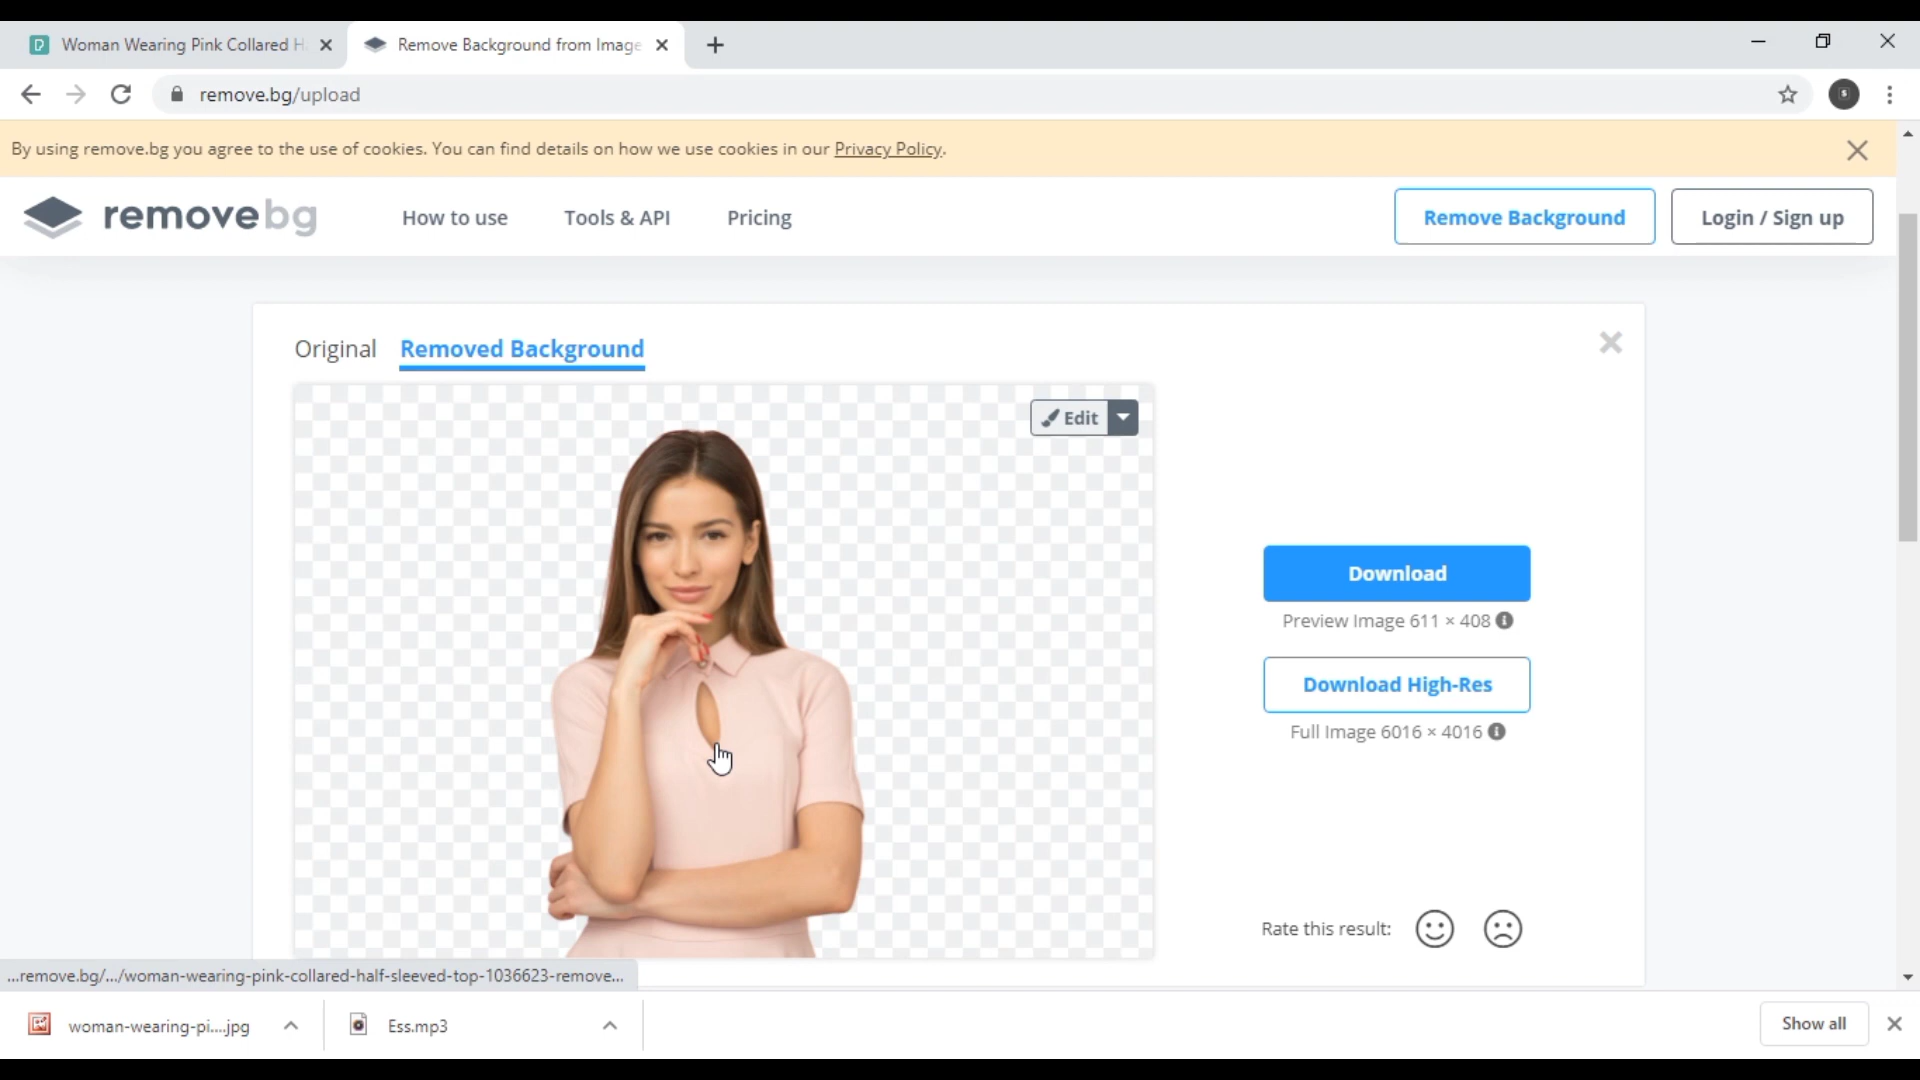 Woman Wearing Pink Collared H
Remove Background from Image
remove.bg/upload
By using remove.bg you agree to the use of cookies. You can find details on how we use cookies in our Privacy Policy.
removebg
How to use
Tools & API
Pricing
Remove Background
Login / Sign up
Original
Removed Background
Edit
Download
Preview Image 611 × 408
Download High-Res
Full Image 6016 × 4016
Rate this result:
...remove.bg/.../woman-wearing-pink-collared-half-sleeved-top-1036623-remove...
woman-wearing-pi....jpg
Ess.mp3
Show all